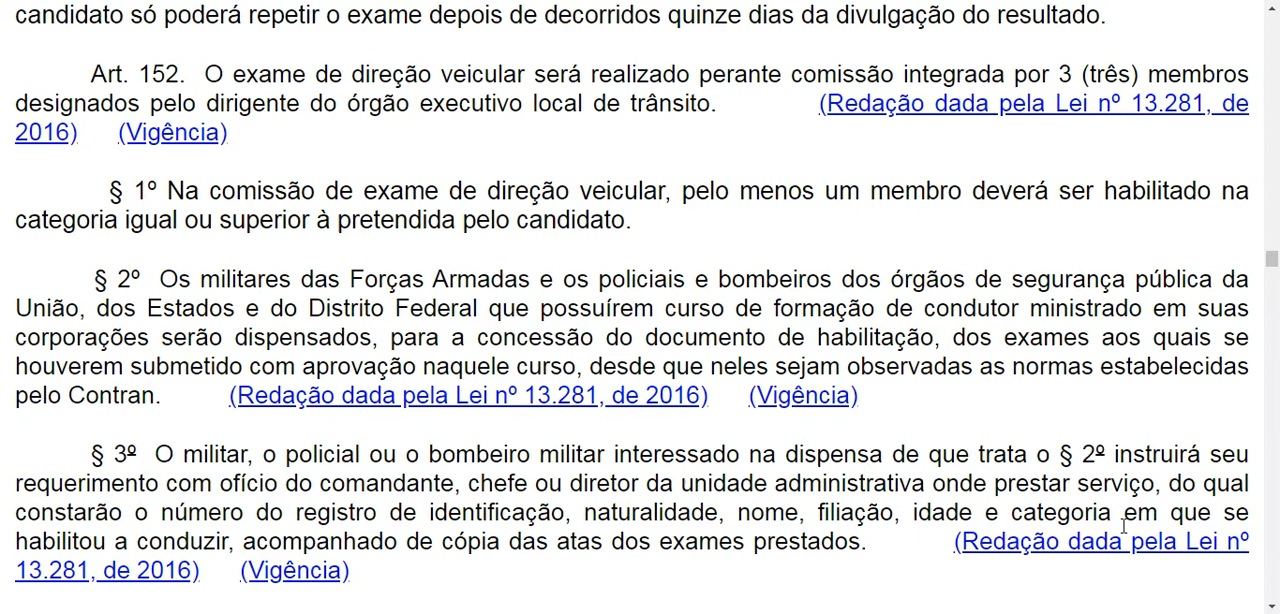 candidato só poderá repetir o exame depois de decorridos quinze dias da divulgação do resultado.
Art. 152. O exame de direção veicular será realizado perante comissão integrada por 3 (três) membros
designados pelo dirigente do órgão executivo local de trânsito. (Redação dada pela Lei nº 13.281, de
2016) (Vigência)
§ 1º Na comissão de exame de direção veicular, pelo menos um membro deverá ser habilitado na
categoria igual ou superior à pretendida pelo candidato.
§ 2º Os militares das Forças Armadas e os policiais e bombeiros dos órgãos de segurança pública da
União, dos Estados e do Distrito Federal que possuírem curso de formação de condutor ministrado em suas
corporações serão dispensados, para a concessão do documento de habilitação, dos exames aos quais se
houverem submetido com aprovação naquele curso, desde que neles sejam observadas as normas estabelecidas
pelo Contran. (Redação dada pela Lei nº 13.281, de 2016) (Vigência)
§ 3º O militar, o policial ou o bombeiro militar interessado na dispensa de que trata o § 2º instruirá seu
requerimento com ofício do comandante, chefe ou diretor da unidade administrativa onde prestar serviço, do qual
constarão o número do registro de identificação, naturalidade, nome, filiação, idade e categoria em que se
habilitou a conduzir, acompanhado de cópia das atas dos exames prestados. (Redação dada pela Lei nº
13.281, de 2016) (Vigência)